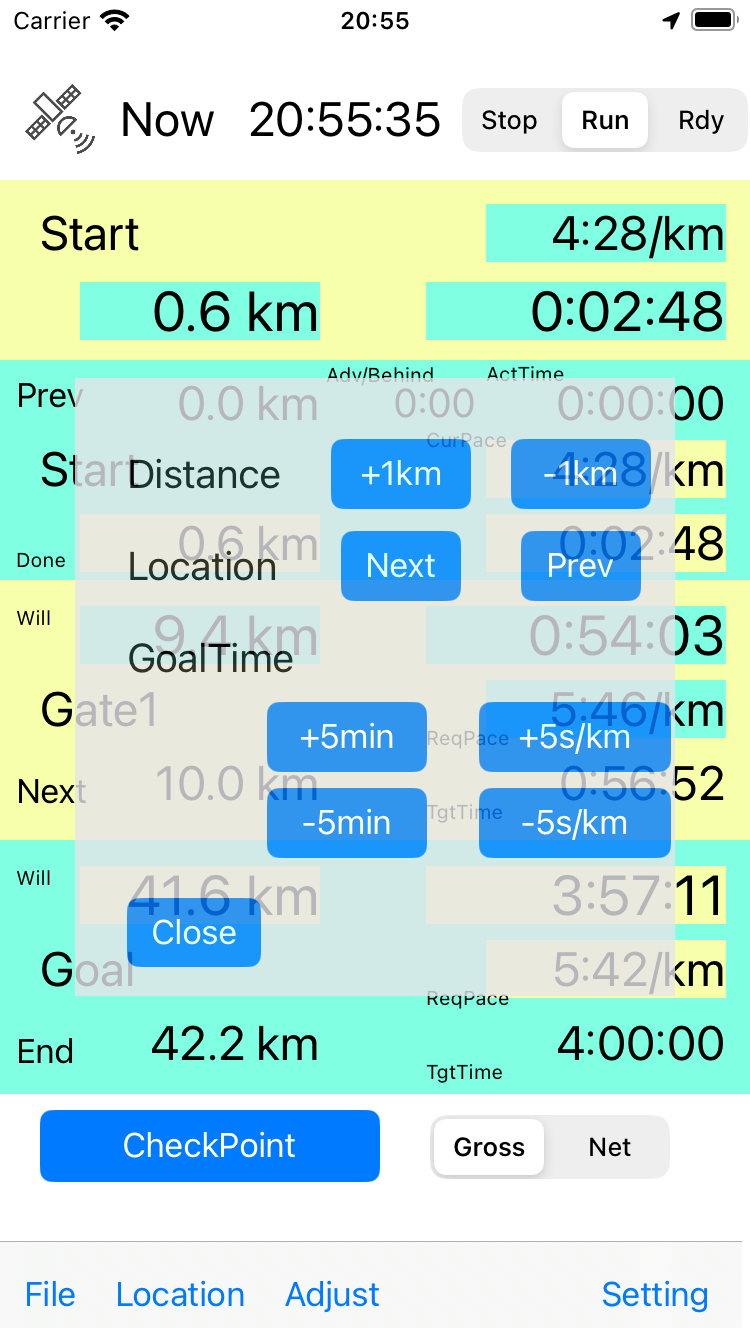 Carrier 20:55
Now 20:55:35 Stop Run Rdy
Start 4:28/km
0.6 km 0:02:48
Adv/Behind ActTime
Prev 0.0 km 0:00 0:00:00
CurPace
Start 4:28/km
Distance +1km -1km
Done 0.6 km 0:02:48
Location Next Prev
Will 9.4 km 0:54:03
GoalTime
Gate1 5:46/km
+5min ReqPace +5s/km
Next 10.0 km 0:56:52
-5min TgtTime -5s/km
Will 41.6 km 3:57:11
Close
Goal 5:42/km
ReqPace
End 42.2 km 4:00:00
TgtTime
CheckPoint Gross Net
File Location Adjust Setting